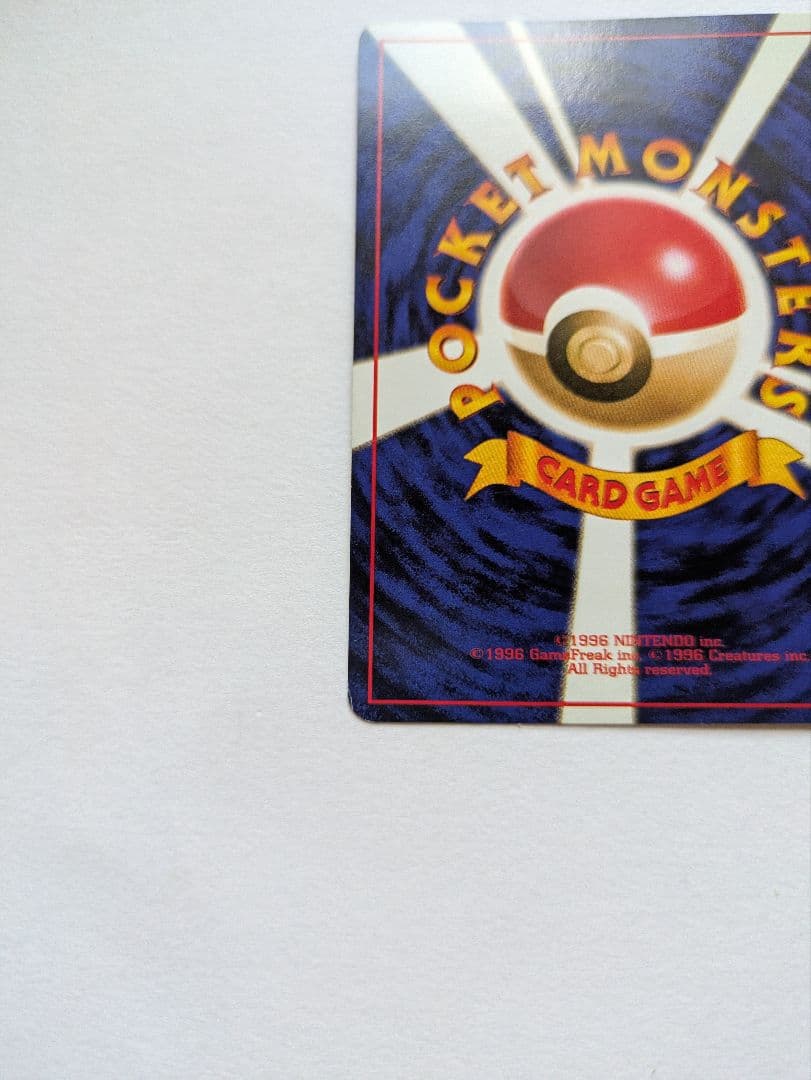 POCKET MONSTERS
CARD GAME
©1996 NINTENDO inc.
©1996 GameFreak inc. ©1996 Creatures inc.
All Rights reserved.